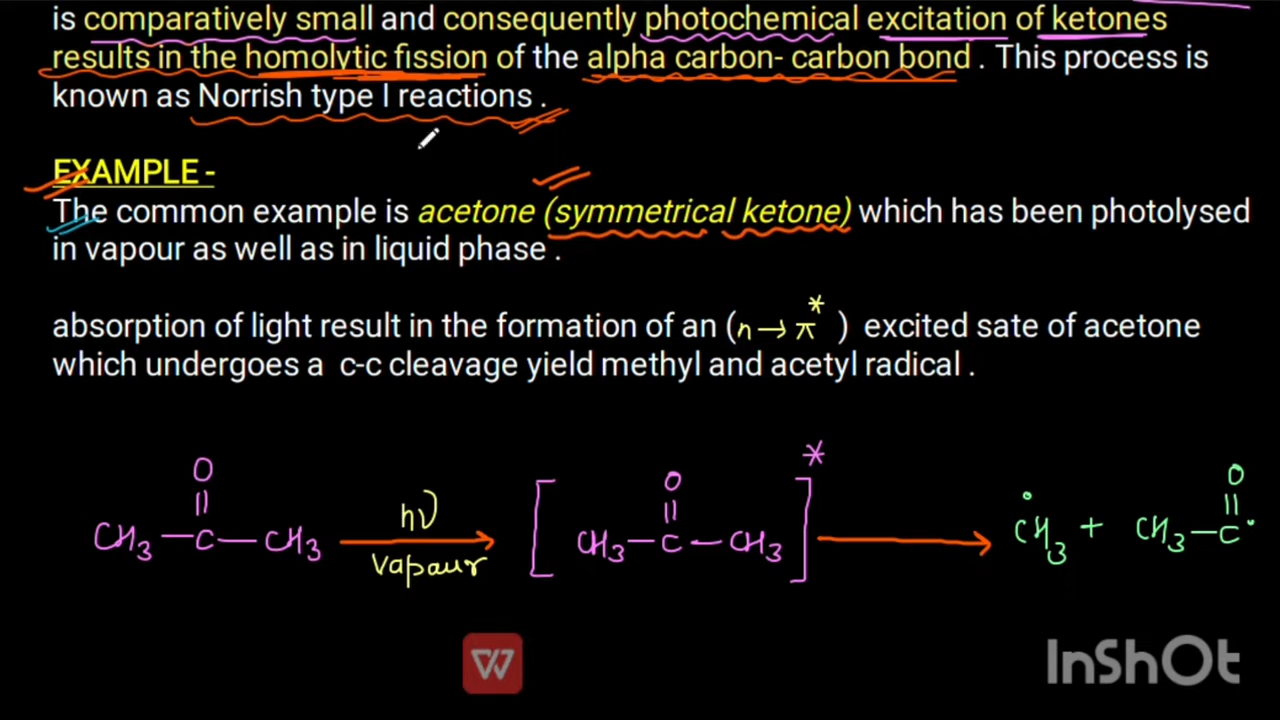 is comparatively small and consequently photochemical excitation of ketones
results in the homolytic fission of the alpha carbon- carbon bond . This process is
known as Norrish type I reactions .
EXAMPLE -
The common example is acetone (symmetrical ketone) which has been photolysed
in vapour as well as in liquid phase .
absorption of light result in the formation of an (n→π*) excited sate of acetone
which undergoes a c-c cleavage yield methyl and acetyl radical .
O O * O
|| || ||
CH3—C—CH3 hν [CH3—C—CH3] ĊH3 + CH3—C·
vapour
W
InShOt